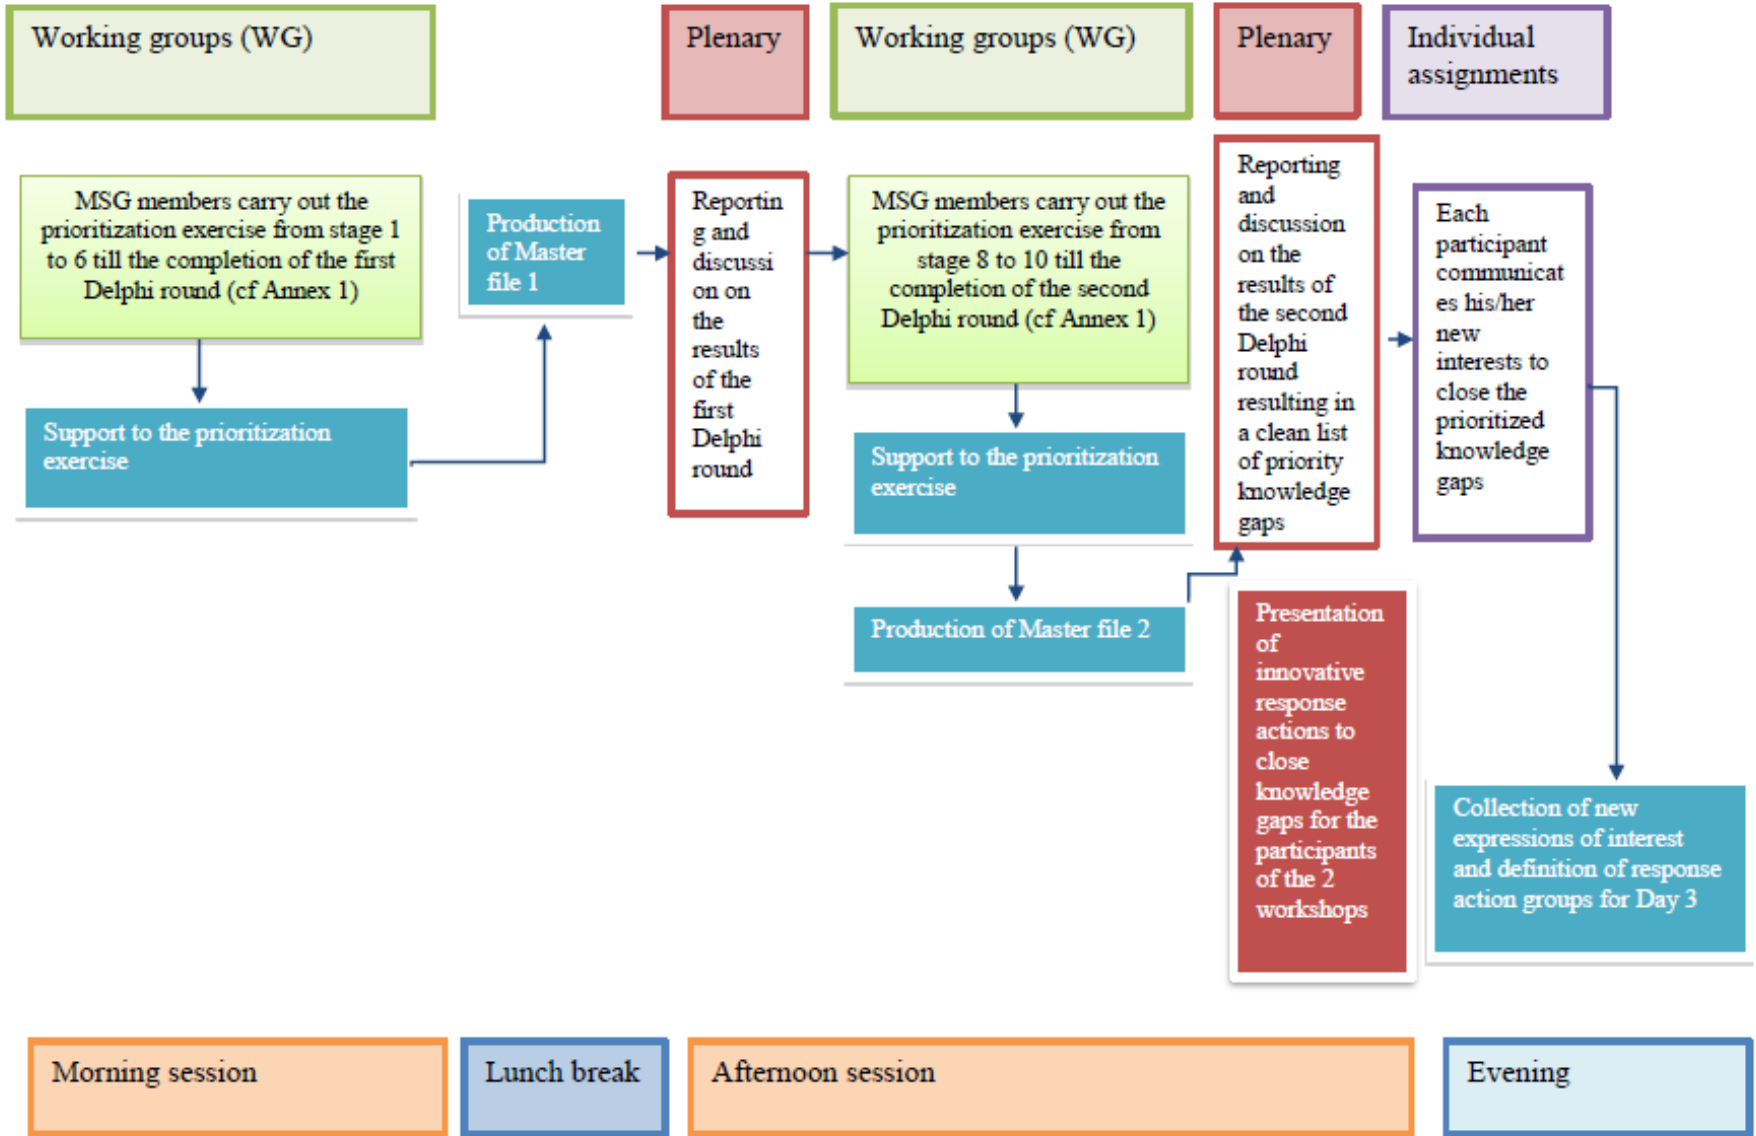 Working groups (WG)
Plenary
Working groups (WG)
Plenary
Individual
assignments
MSG members carry out the
prioritization exercise from stage 1
to 6 till the completion of the first
Delphi round (cf Annex 1)
Support to the prioritization
exercise
Production
of Master
file 1
Reportin
g and
discussi
on on
the
results
of the
first
Delphi
round
MSG members carry out the
prioritization exercise from
stage 8 to 10 till the
completion of the second
Delphi round (cf Annex 1)
Support to the prioritization
exercise
Production of Master file 2
Reporting
and
discussion
on the
results of
the second
Delphi
round
resulting in
a clean list
of priority
knowledge
gaps
Presentation
of
innovative
response
actions to
close
knowledge
gaps for the
participants
of the 2
workshops
Each
participant
communicat
es his/her
new
interests to
close the
prioritized
knowledge
gaps
Collection of new
expressions of interest
and definition of response
action groups for Day 3
Morning session
Lunch break
Afternoon session
Evening